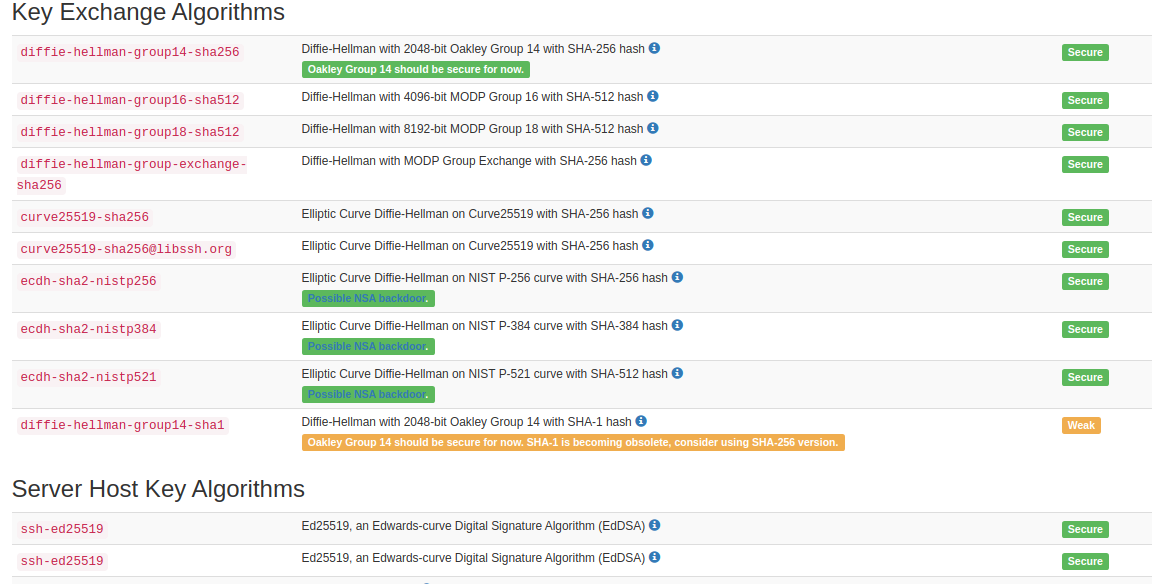 Key Exchange Algorithms
diffie-hellman-group14-sha256 Diffie-Hellman with 2048-bit Oakley Group 14 with SHA-256 hash Secure
Oakley Group 14 should be secure for now.
diffie-hellman-group16-sha512 Diffie-Hellman with 4096-bit MODP Group 16 with SHA-512 hash Secure
diffie-hellman-group18-sha512 Diffie-Hellman with 8192-bit MODP Group 18 with SHA-512 hash Secure
diffie-hellman-group-exchange- Diffie-Hellman with MODP Group Exchange with SHA-256 hash Secure
sha256
curve25519-sha256 Elliptic Curve Diffie-Hellman on Curve25519 with SHA-256 hash Secure
curve25519-sha256@libssh.org Elliptic Curve Diffie-Hellman on Curve25519 with SHA-256 hash Secure
ecdh-sha2-nistp256 Elliptic Curve Diffie-Hellman on NIST P-256 curve with SHA-256 hash Secure
Possible NSA backdoor.
ecdh-sha2-nistp384 Elliptic Curve Diffie-Hellman on NIST P-384 curve with SHA-384 hash Secure
Possible NSA backdoor.
ecdh-sha2-nistp521 Elliptic Curve Diffie-Hellman on NIST P-521 curve with SHA-512 hash Secure
Possible NSA backdoor.
diffie-hellman-group14-sha1 Diffie-Hellman with 2048-bit Oakley Group 14 with SHA-1 hash Weak
Oakley Group 14 should be secure for now. SHA-1 is becoming obsolete, consider using SHA-256 version.
Server Host Key Algorithms
ssh-ed25519 Ed25519, an Edwards-curve Digital Signature Algorithm (EdDSA) Secure
ssh-ed25519 Ed25519, an Edwards-curve Digital Signature Algorithm (EdDSA) Secure